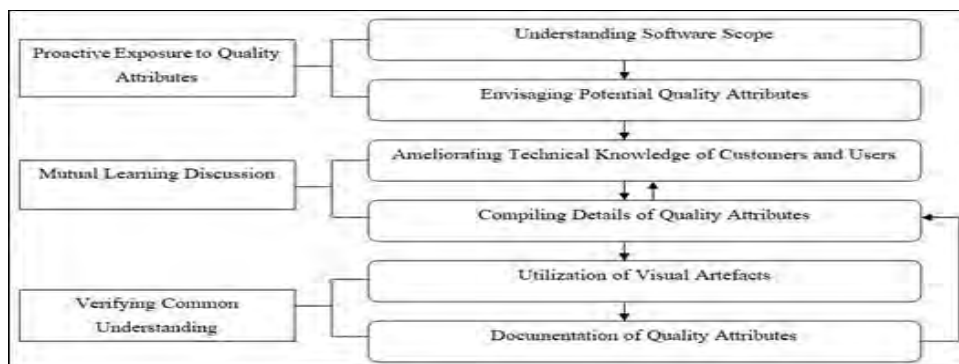 Proactive Exposure to Quality
Attributes
Understanding Software Scope
Envisaging Potential Quality Attributes
Mutual Learning Discussion
Ameliorating Technical Knowledge of Customers and Users
Compiling Details of Quality Attributes
Verifying Common
Understanding
Utilization of Visual Artefacts
Documentation of Quality Attributes